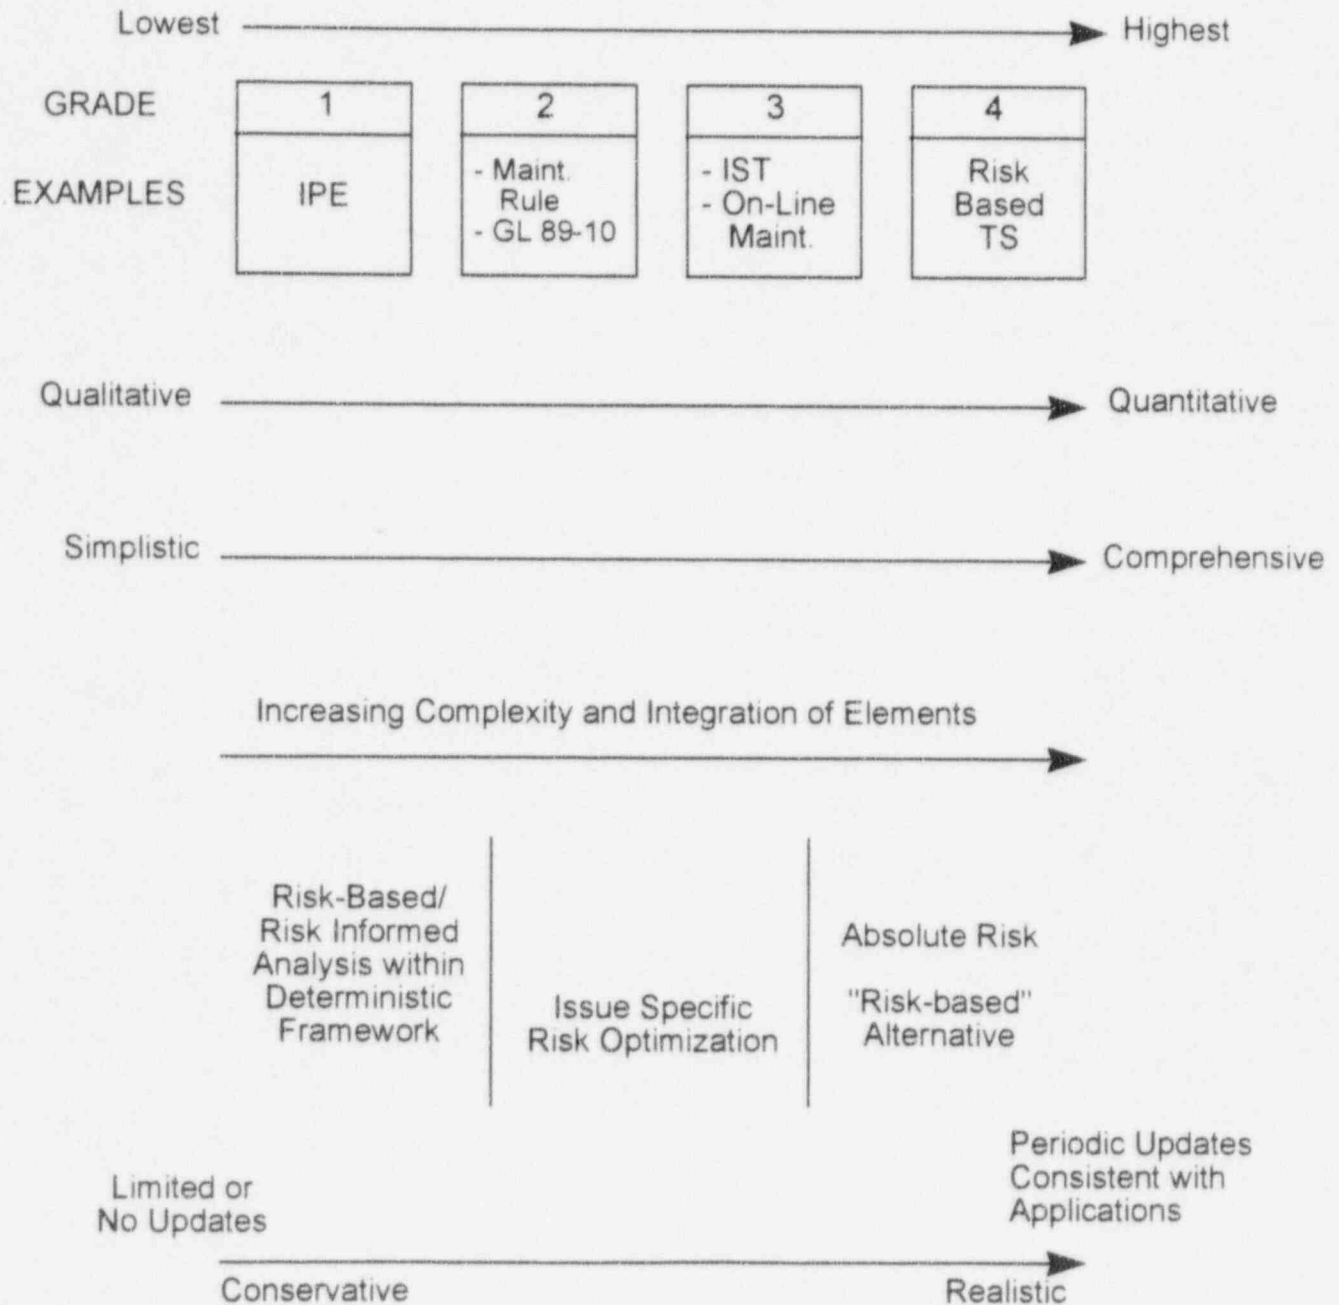 Lowest Highest
GRADE 1 2 3 4
EXAMPLES
IPE
- Maint.
Rule
- GL 89-10
- IST
- On-Line
Maint.
Risk
Based
TS
Qualitative Quantitative
Simplistic Comprehensive
Increasing Complexity and Integration of Elements
Risk-Based/
Risk Informed
Analysis within
Deterministic
Framework
Issue Specific
Risk Optimization
Absolute Risk
"Risk-based"
Alternative
Limited or
No Updates
Periodic Updates
Consistent with
Applications
Conservative Realistic